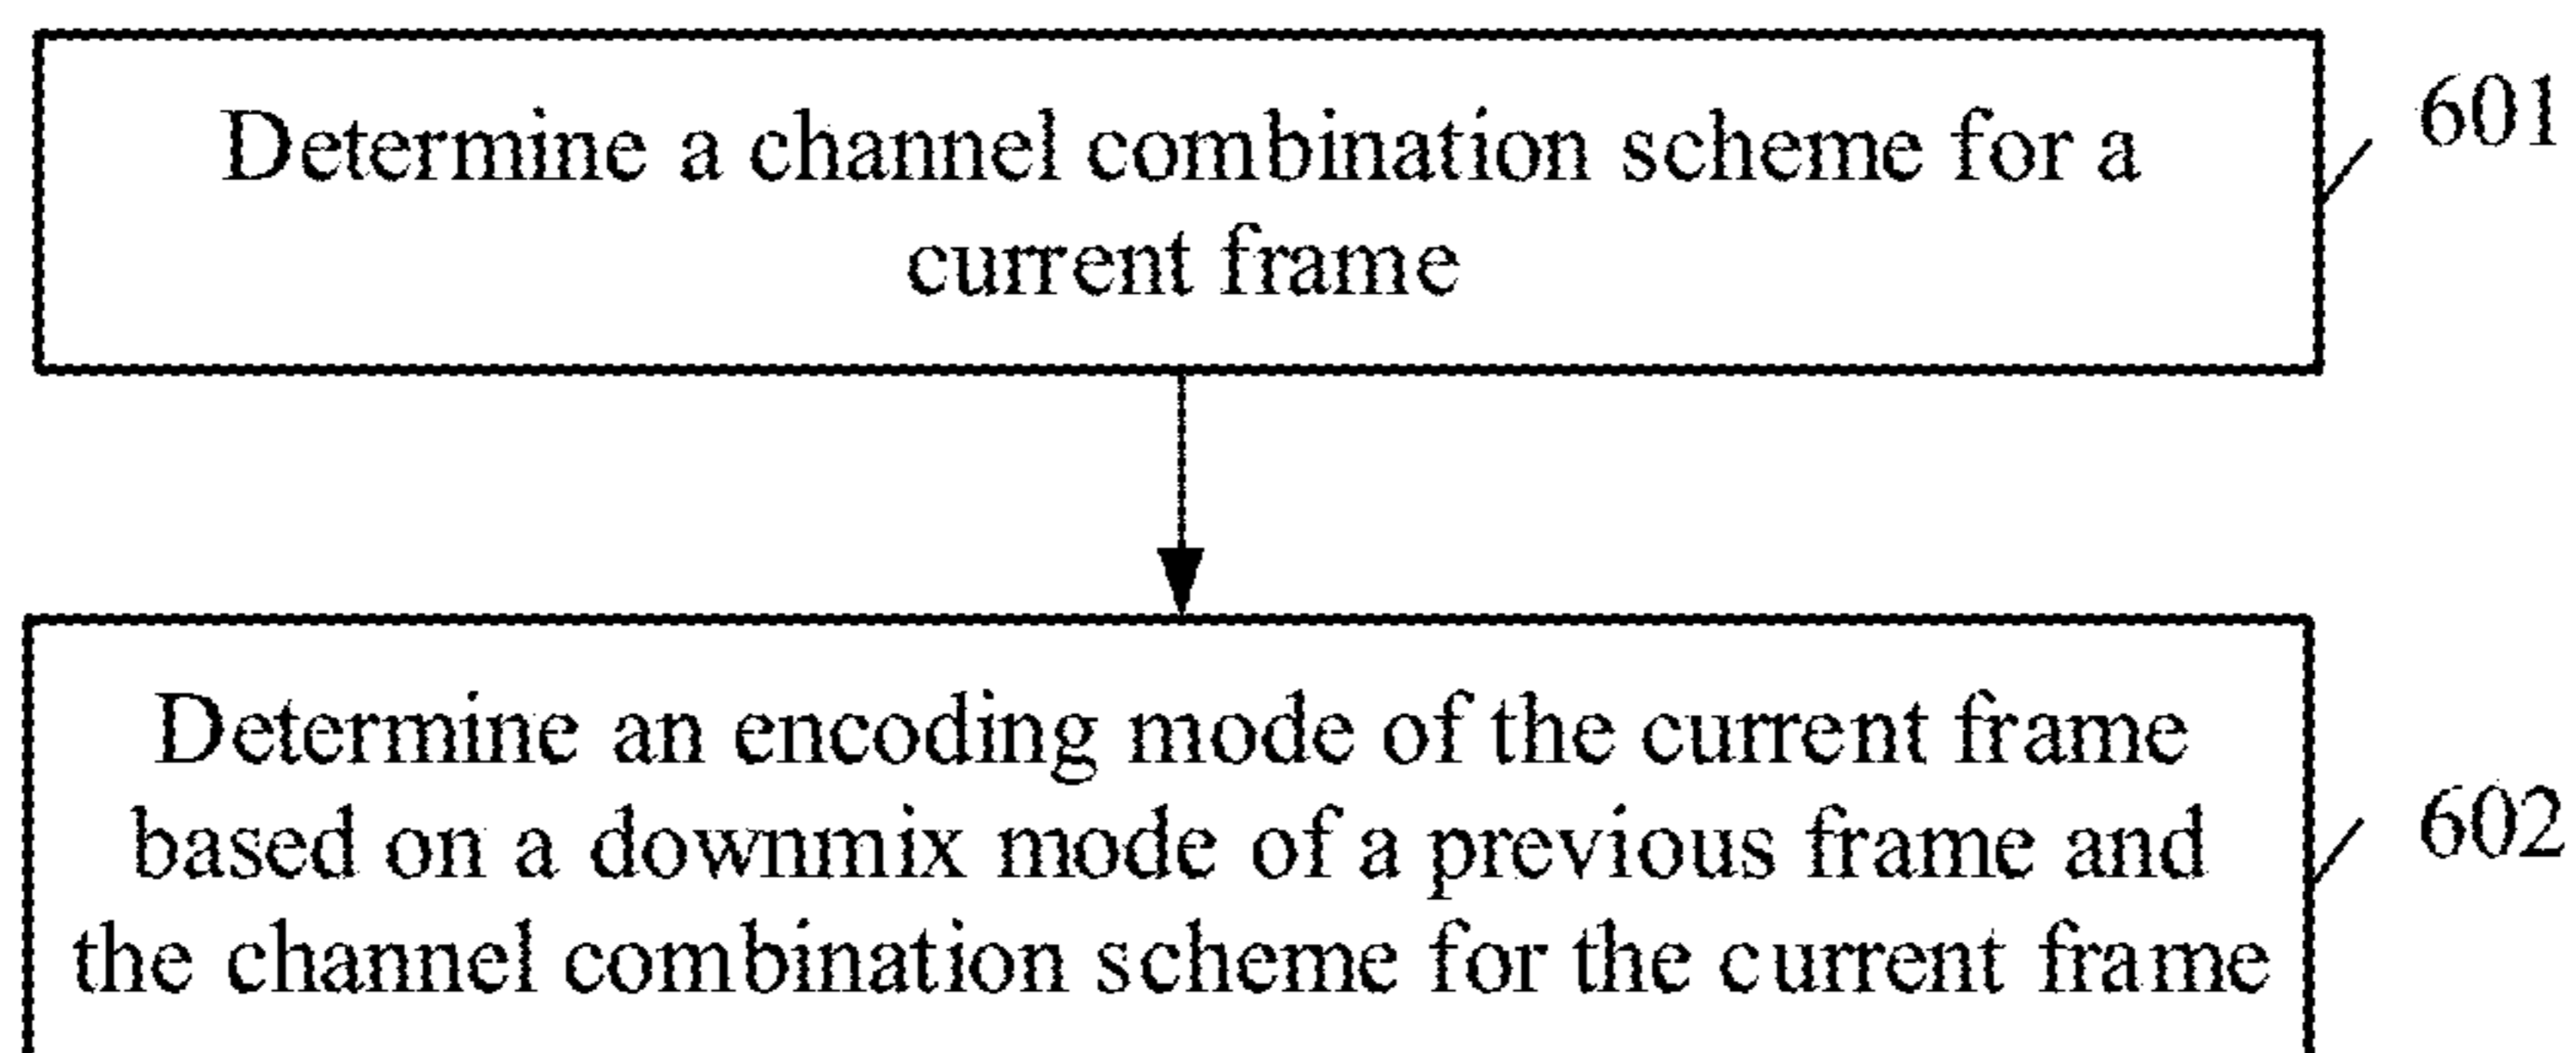 Determine a channel combination scheme for a
current frame
601
Determine an encoding mode of the current frame
based on a downmix mode of a previous frame and
the channel combination scheme for the current frame
602